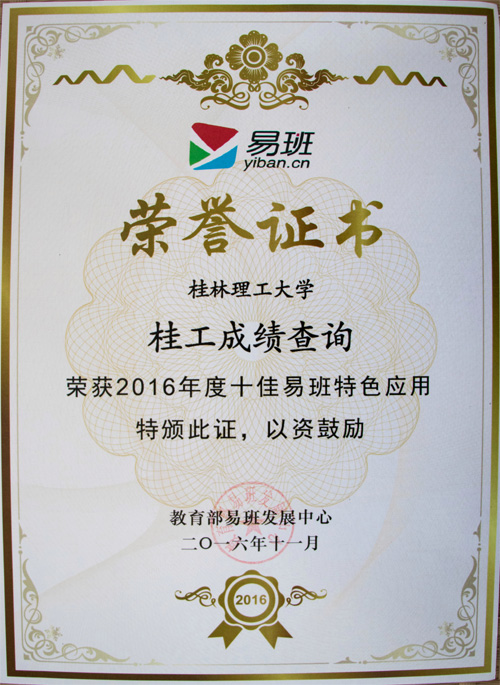 易班
yiban.cn
荣誉证书
桂林理工大学
桂工成绩查询
荣获2016年度十佳易班特色应用
特颁此证，以资鼓励
教育部易班发展中心
二〇一六年十一月
2016